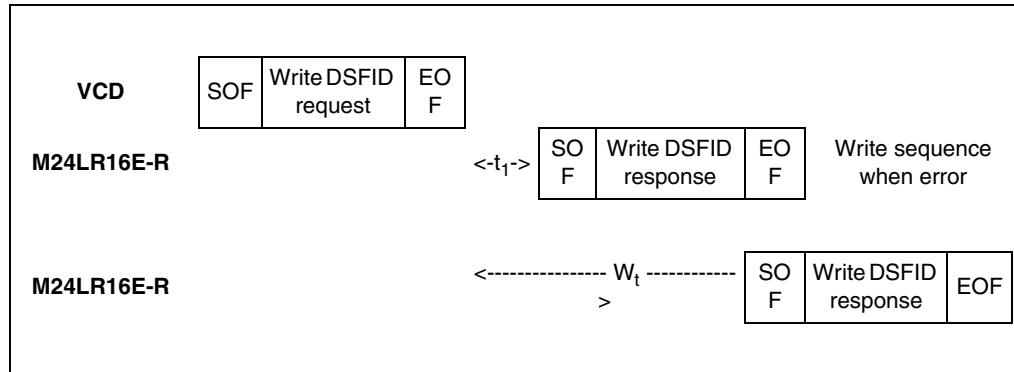 VCD SOF Write DSFID EO
request F
M24LR16E-R <-t1-> SO Write DSFID EO Write sequence
F response F when error
M24LR16E-R <---------------- Wt ------------ SO Write DSFID EOF
> F response